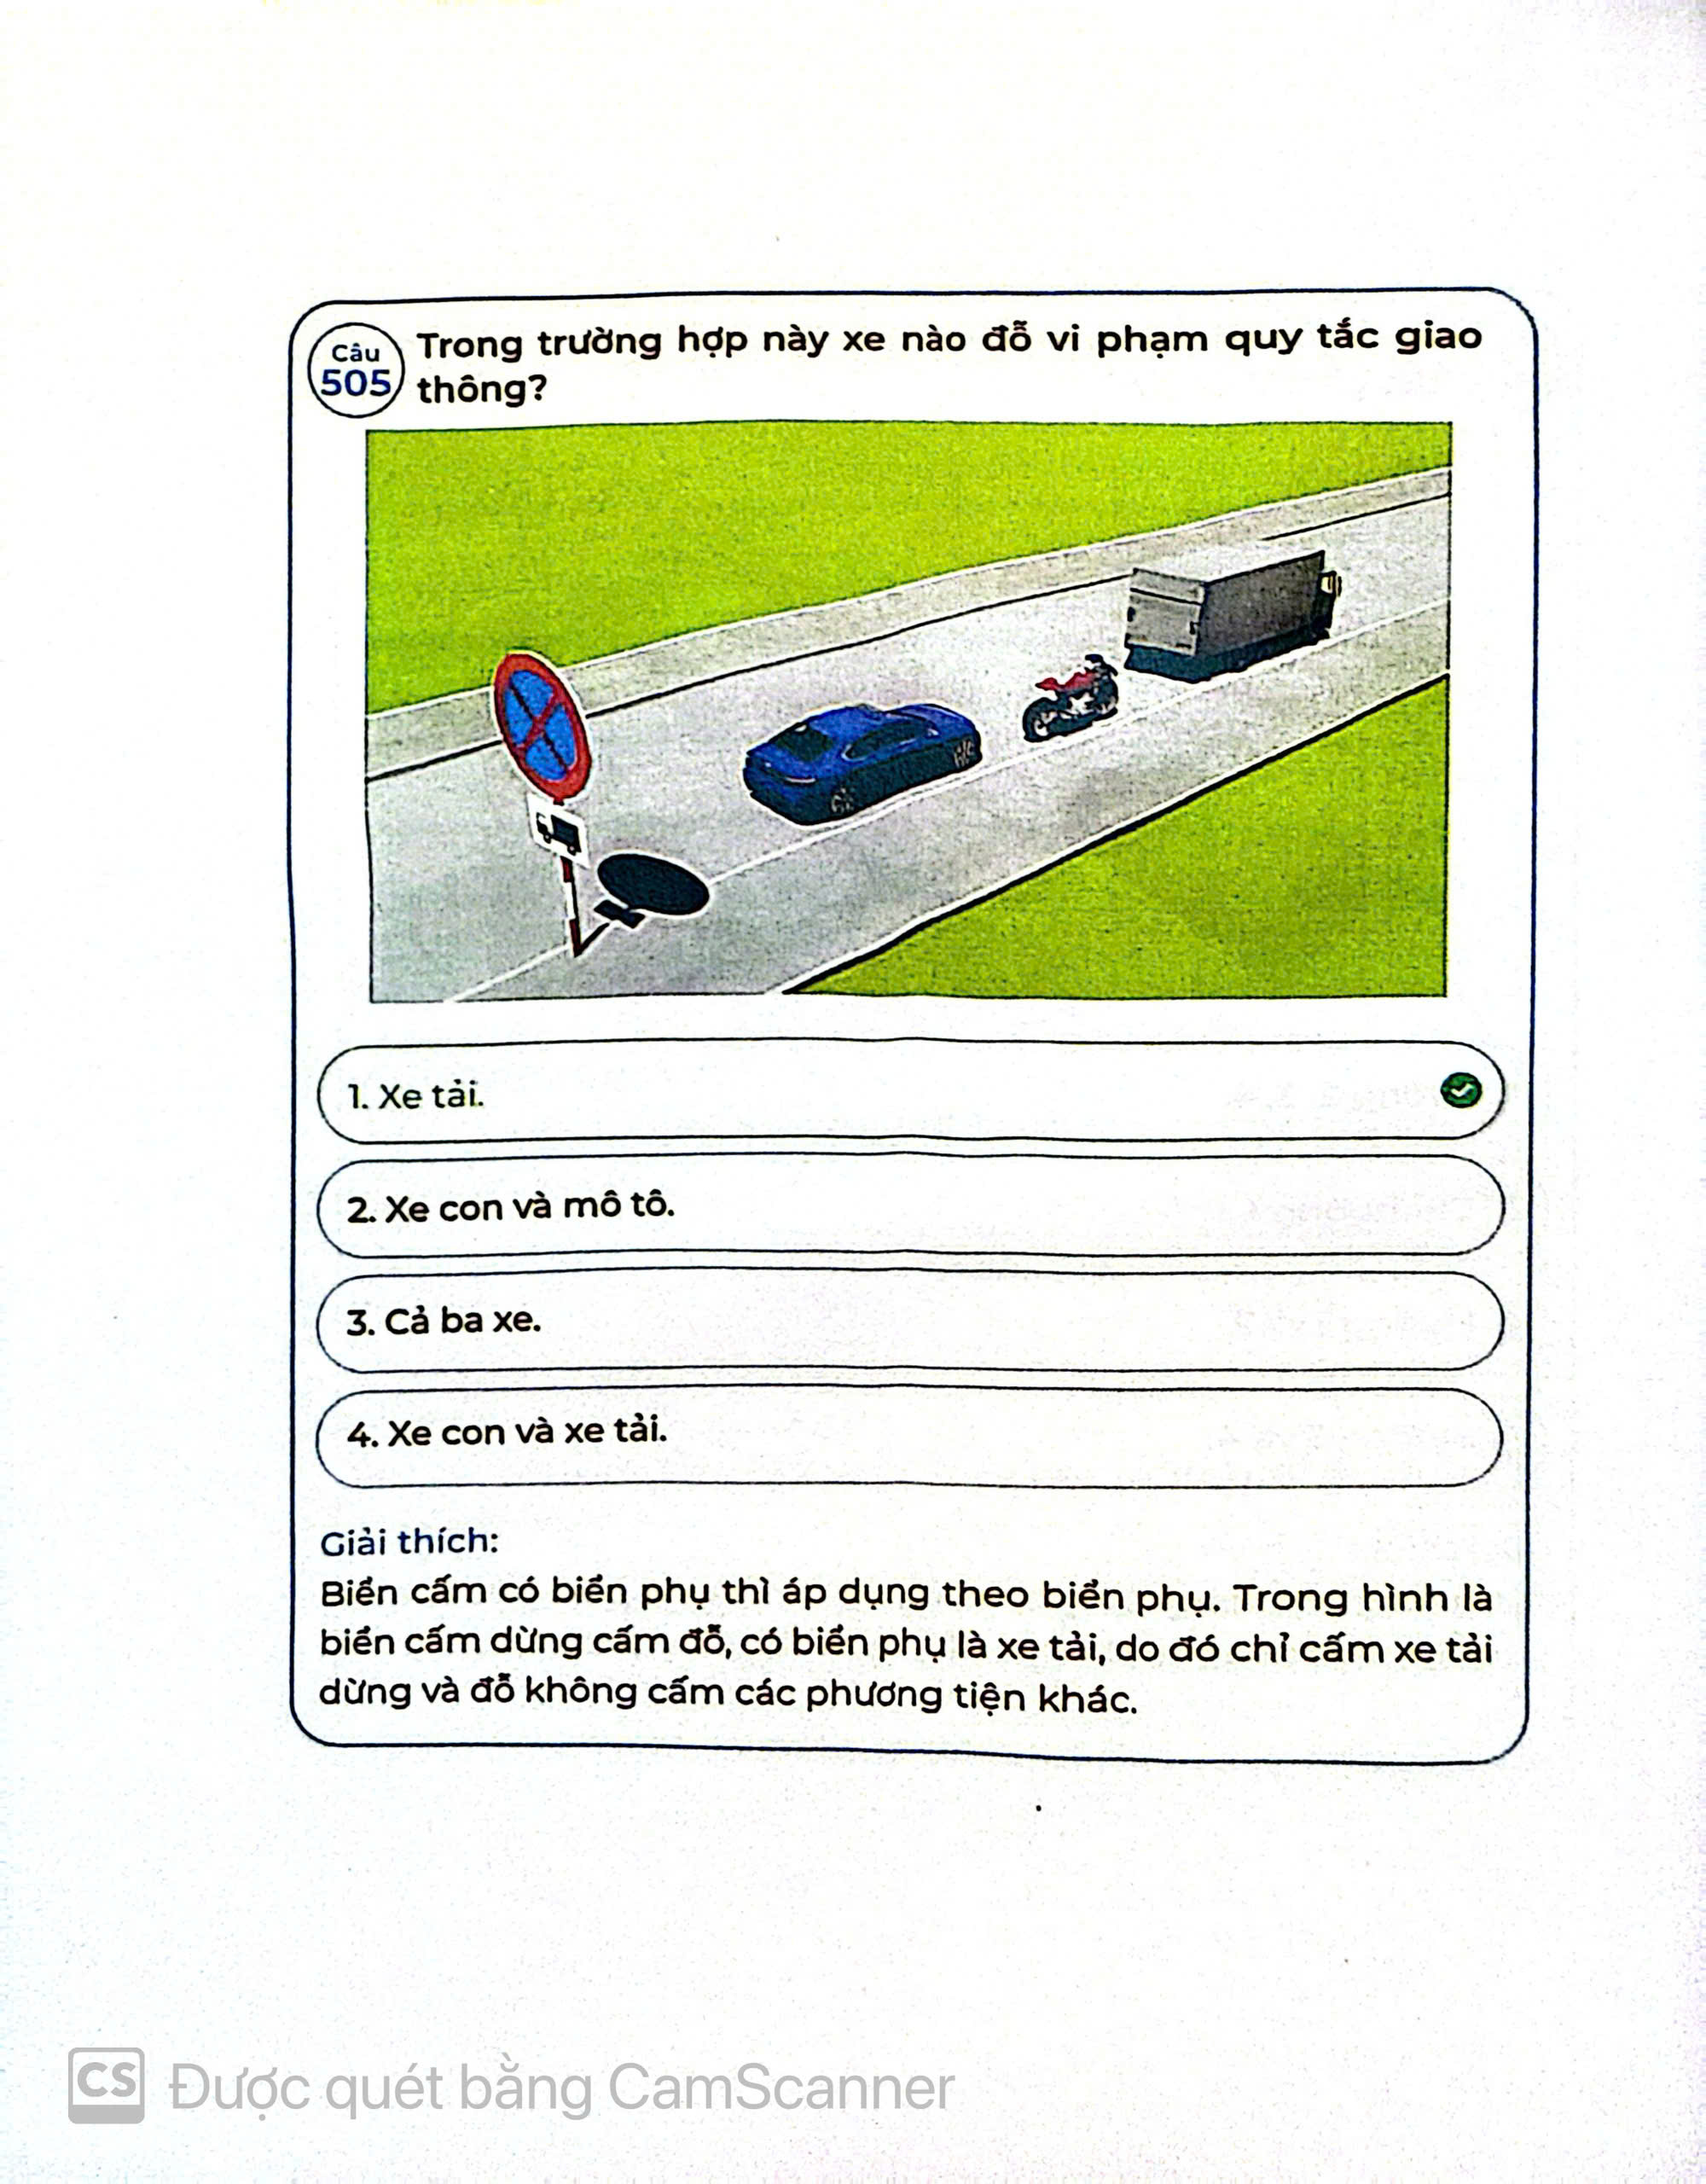 Câu
505
Trong trường hợp này xe nào đỗ vi phạm quy tắc giao
thông?
1. Xe tải.
2. Xe con và mô tô.
3. Cả ba xe.
4. Xe con và xe tải.
Giải thích:
Biển cấm có biển phụ thì áp dụng theo biển phụ. Trong hình là
biển cấm dừng cấm đỗ, có biển phụ là xe tải, do đó chỉ cấm xe tải
dừng và đỗ không cấm các phương tiện khác.
CS Được quét bằng CamScanner